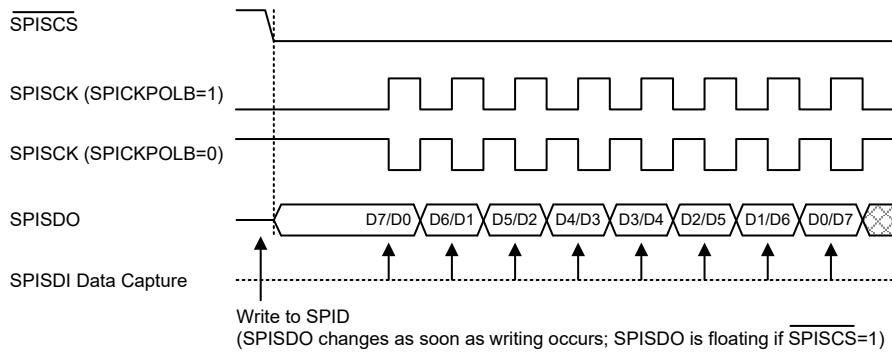 SPISCS
SPISCK (SPICKPOLB=1)
SPISCK (SPICKPOLB=0)
SPISDO D7/D0 D6/D1 D5/D2 D4/D3 D3/D4 D2/D5 D1/D6 D0/D7
SPISDI Data Capture
Write to SPID
(SPISDO changes as soon as writing occurs; SPISDO is floating if SPISCS=1)